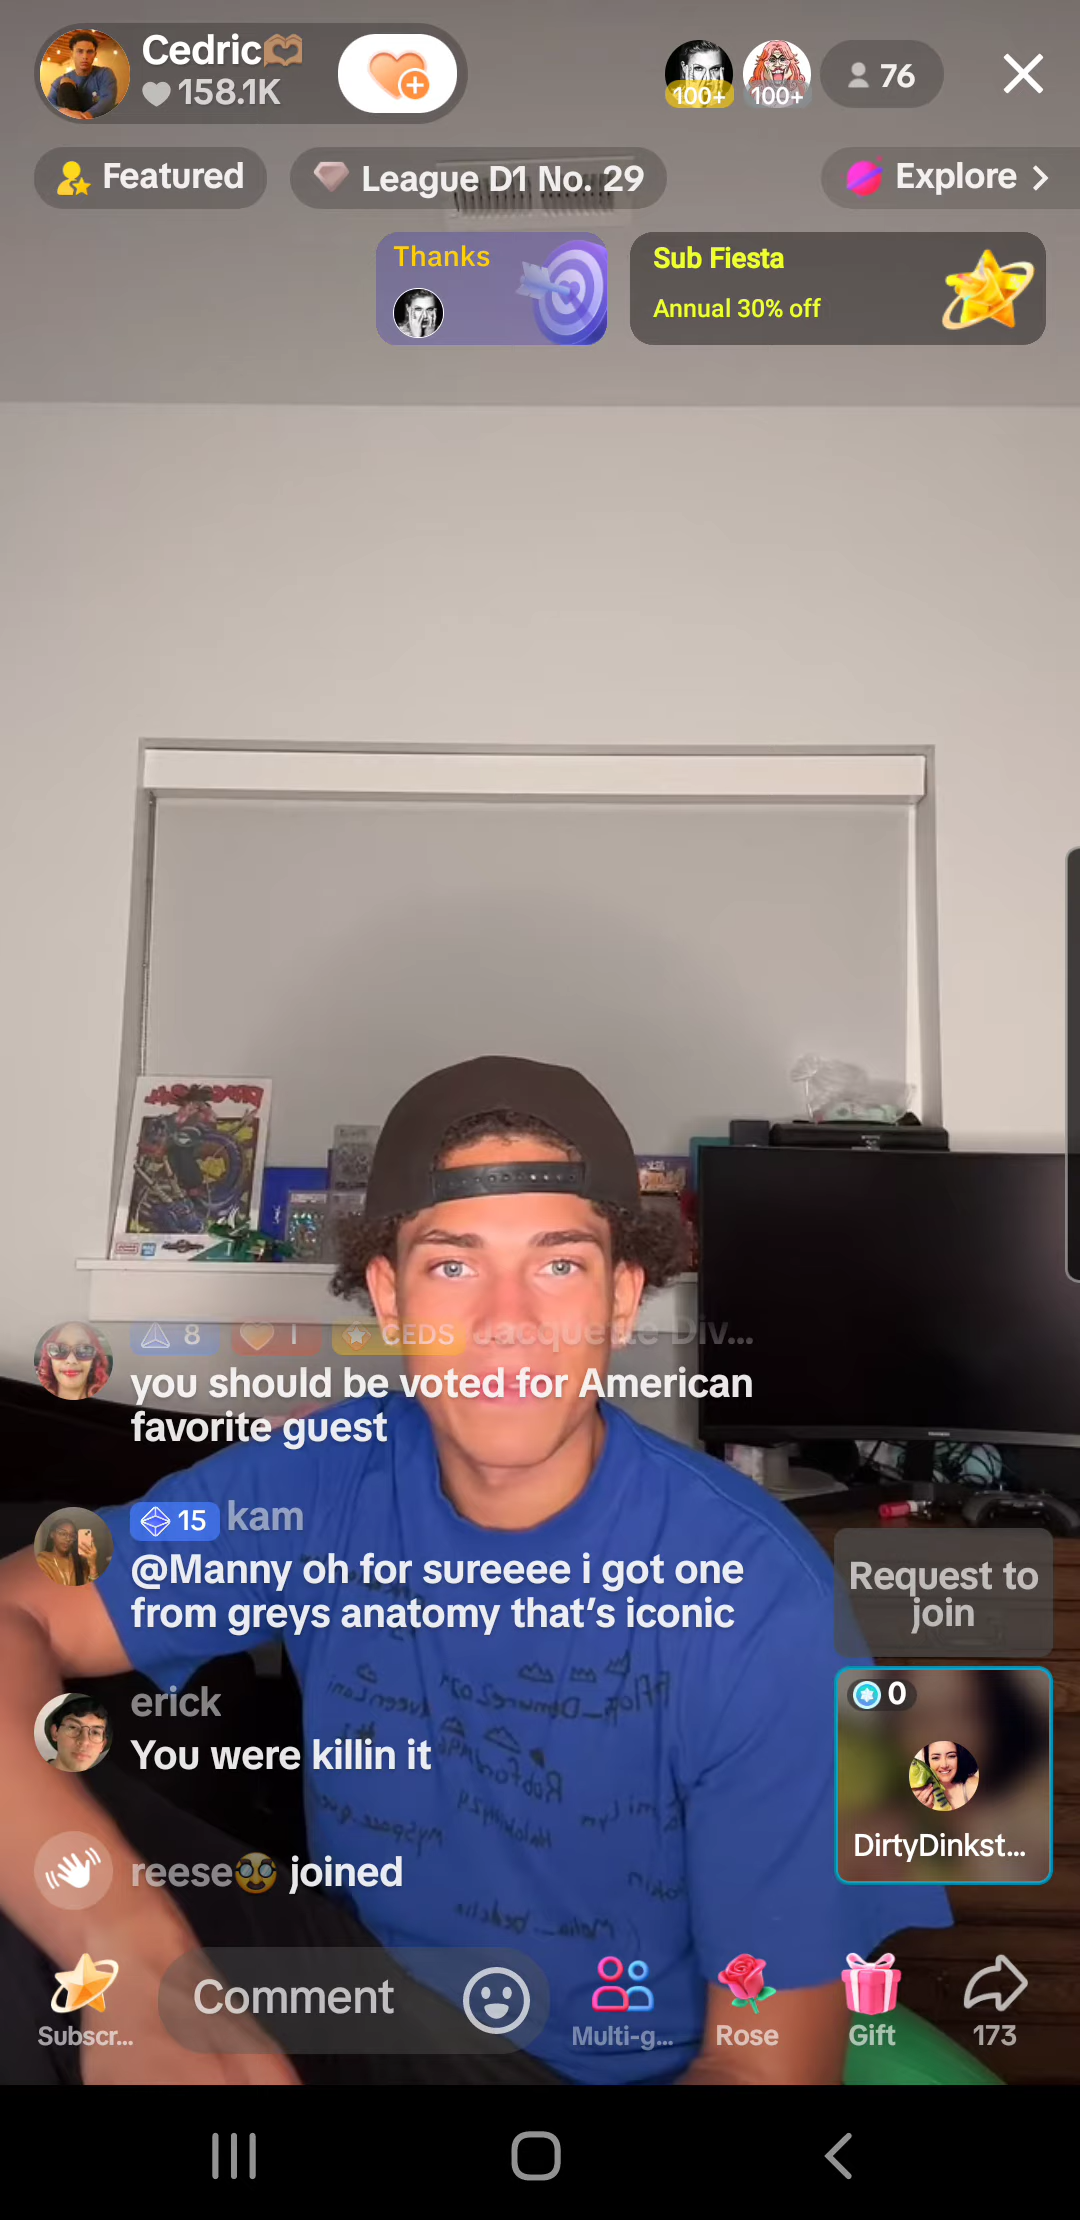 Cedric
158.1K
100+
100+
76
Featured
League D1 No. 29
Explore
Thanks
Sub Fiesta
Annual 30% off
8
I
CEDS
Jacquette Div...
you should be voted for American
favorite guest
15
kam
@Manny oh for sureeee i got one
from greys anatomy that's iconic
erick
You were killin it
reese joined
Request to
join
0
DirtyDinkst...
Comment
Subscr...
Multi-g...
Rose
Gift
173